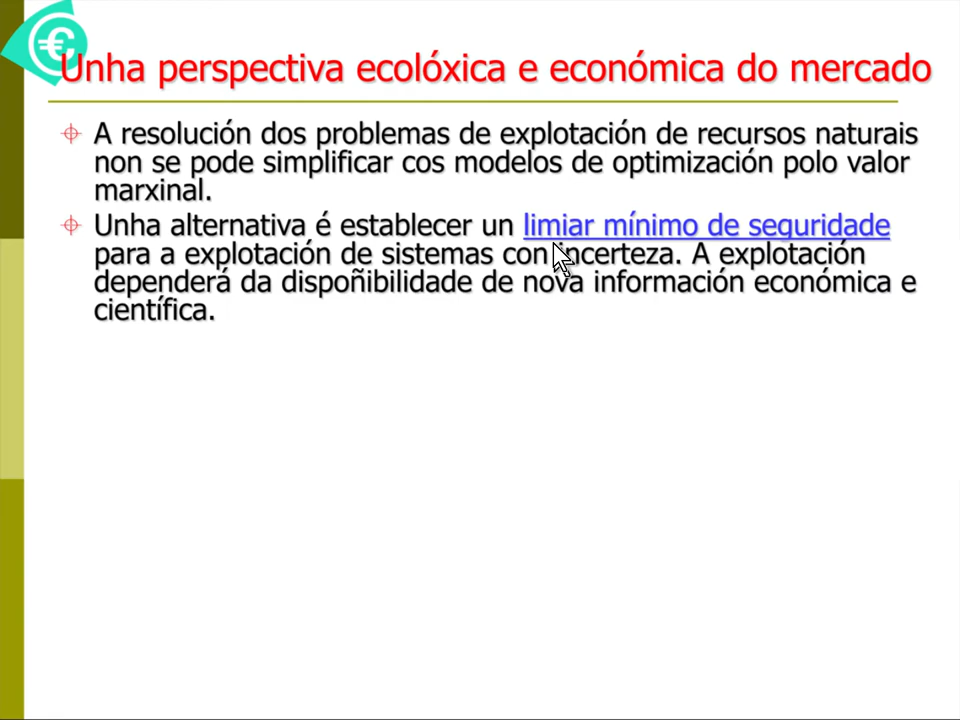 €
Unha perspectiva ecolóxica e económica do mercado
A resolución dos problemas de explotación de recursos naturais
non se pode simplificar cos modelos de optimización polo valor
marxinal.
Unha alternativa é establecer un limiar mínimo de seguridade
para a explotación de sistemas con incerteza. A explotación
dependerá da dispoñibilidade de nova información económica e
científica.